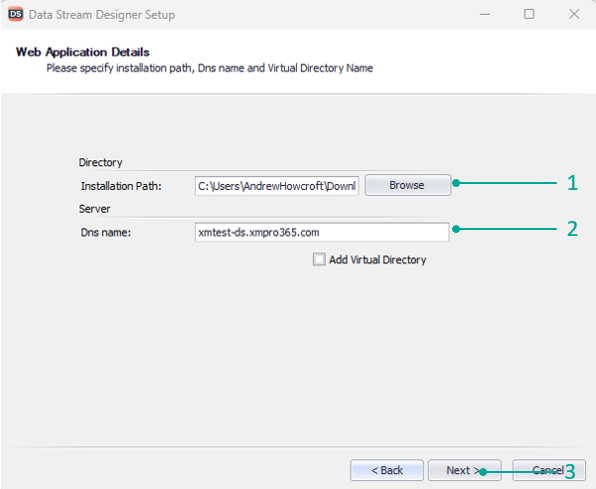 DS Data Stream Designer Setup
Web Application Details
Please specify installation path, Dns name and Virtual Directory Name
Directory
Installation Path: C:\Users\AndrewHowcroft\Downl Browse 1
Server
Dns name: xmtest-ds.xmpro365.com 2
Add Virtual Directory
< Back Next > Cancel 3